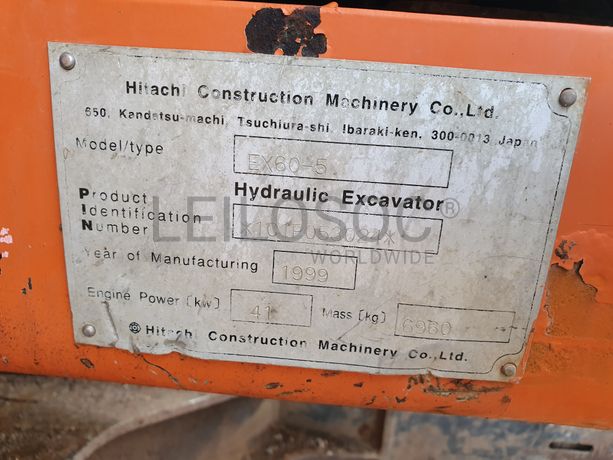 Hitachi Construction Machinery Co.,Ltd.
650, Kandatsu-machi, Tsuchiura-shi, Ibaraki-ken, 300-0013 Japan
Model/type EX60-5
Hydraulic Excavator
Product
Identification
Number
LEILOSOC®
WORLDWIDE
Year of Manufacturing 1999
Engine Power [kw] 41 Mass [kg] 6960
Hitachi Construction Machinery Co.,Ltd.